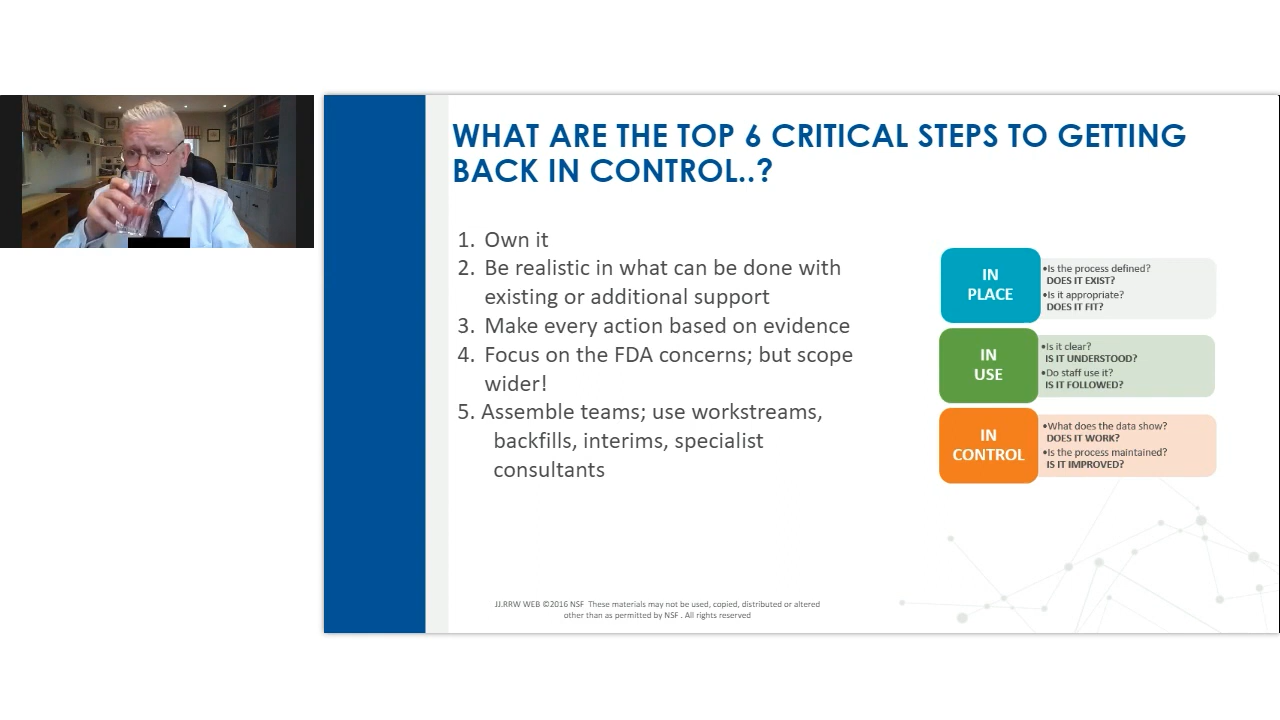 WHAT ARE THE TOP 6 CRITICAL STEPS TO GETTING
BACK IN CONTROL..?
1. Own it
2. Be realistic in what can be done with
existing or additional support
3. Make every action based on evidence
4. Focus on the FDA concerns; but scope
wider!
5. Assemble teams; use workstreams,
backfills, interims, specialist
consultants
IN
PLACE
•Is the process defined?
DOES IT EXIST?
•Is it appropriate?
DOES IT FIT?
IN
USE
•Is it clear?
IS IT UNDERSTOOD?
•Do staff use it?
IS IT FOLLOWED?
IN
CONTROL
•What does the data show?
DOES IT WORK?
•Is the process maintained?
IS IT IMPROVED?
JJ.RRW WEB ©2016 NSF These materials may not be used, copied, distributed or altered
other than as permitted by NSF . All rights reserved